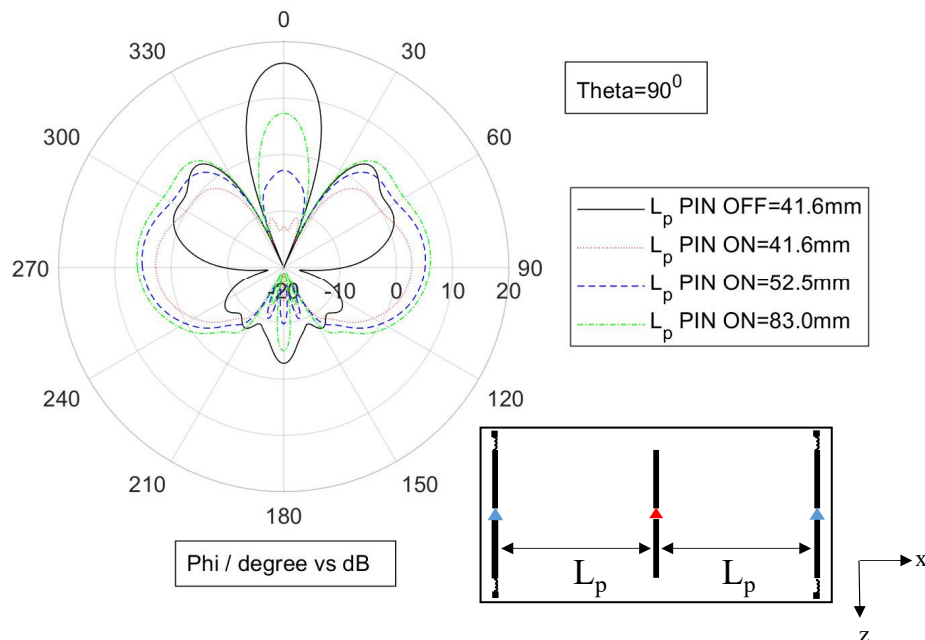 0
330
30
Theta=90⁰
300
60
L_p PIN OFF=41.6mm
L_p PIN ON=41.6mm
L_p PIN ON=52.5mm
L_p PIN ON=83.0mm
270
90
-20
-10
0
10
20
240
120
210
150
180
Phi / degree vs dB
L_p
L_p
x
z